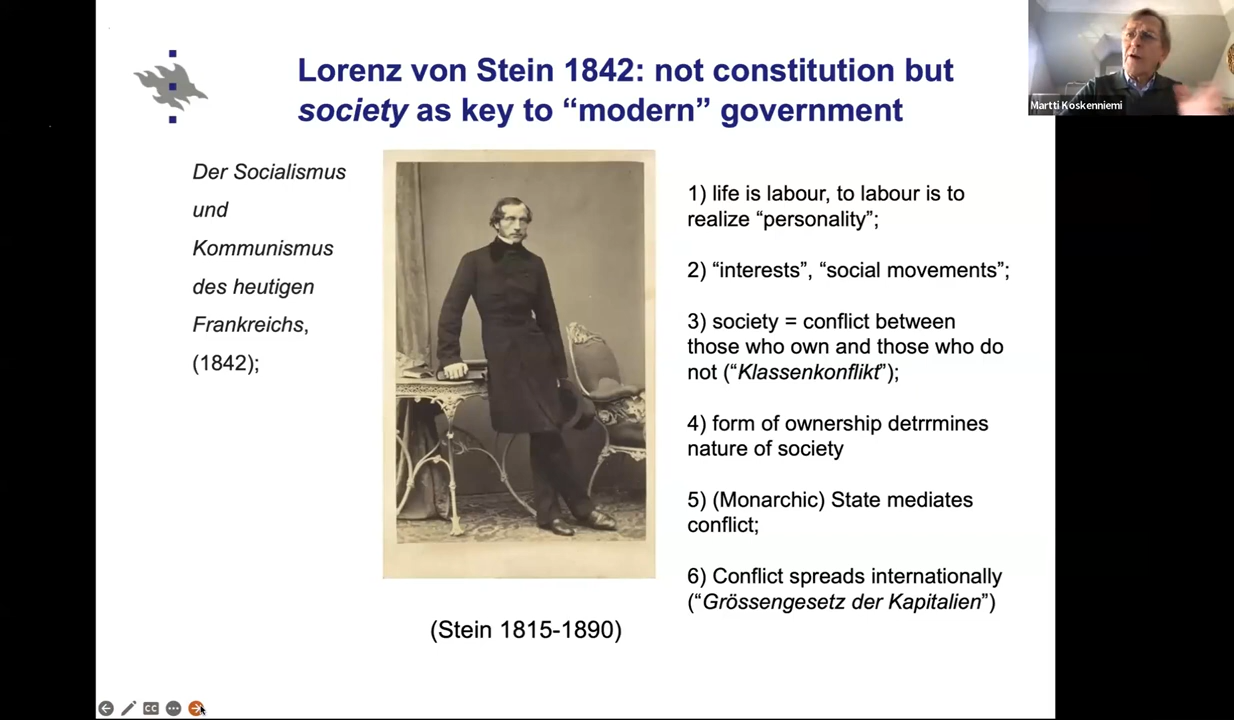 Lorenz von Stein 1842: not constitution but
society as key to “modern” government
Martti Koskenniemi
Der Socialismus
und
Kommunismus
des heutigen
Frankreichs,
(1842);
1) life is labour, to labour is to
realize “personality”;
2) “interests”, “social movements”;
3) society = conflict between
those who own and those who do
not (“Klassenkonflikt”);
4) form of ownership detrrmines
nature of society
5) (Monarchic) State mediates
conflict;
6) Conflict spreads internationally
(“Grössengesetz der Kapitalien”)
(Stein 1815-1890)
CC